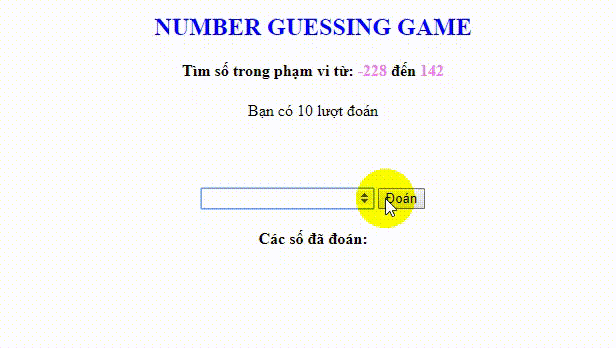 NUMBER GUESSING GAME
Tìm số trong phạm vi từ: -228 đến 142
Bạn có 10 lượt đoán
Đoán
Các số đã đoán: